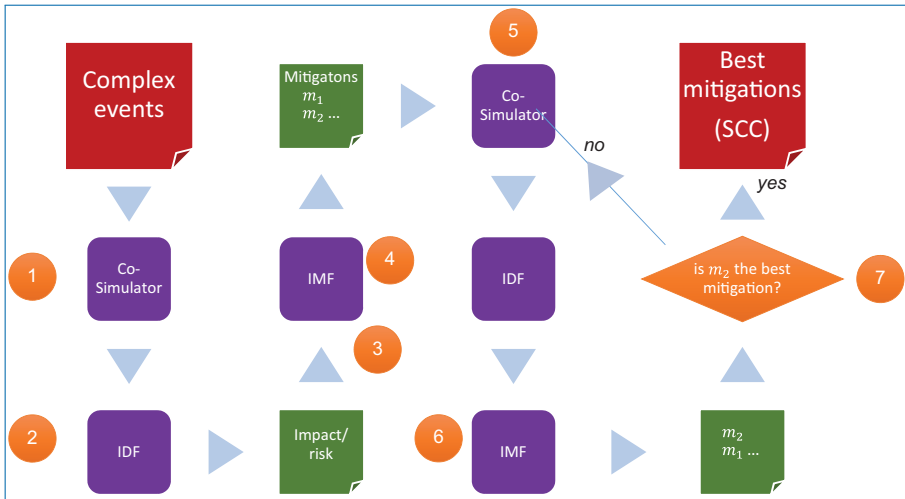 Complex
events
Mitigatons
m₁
m₂ ...
5
Co-
Simulator
Best
mitigations
(SCC)
no
yes
1
Co-
Simulator
IMF
4
IDF
is m₂ the best
mitigation?
7
3
2
IDF
Impact/
risk
6
IMF
m₂
m₁ ...